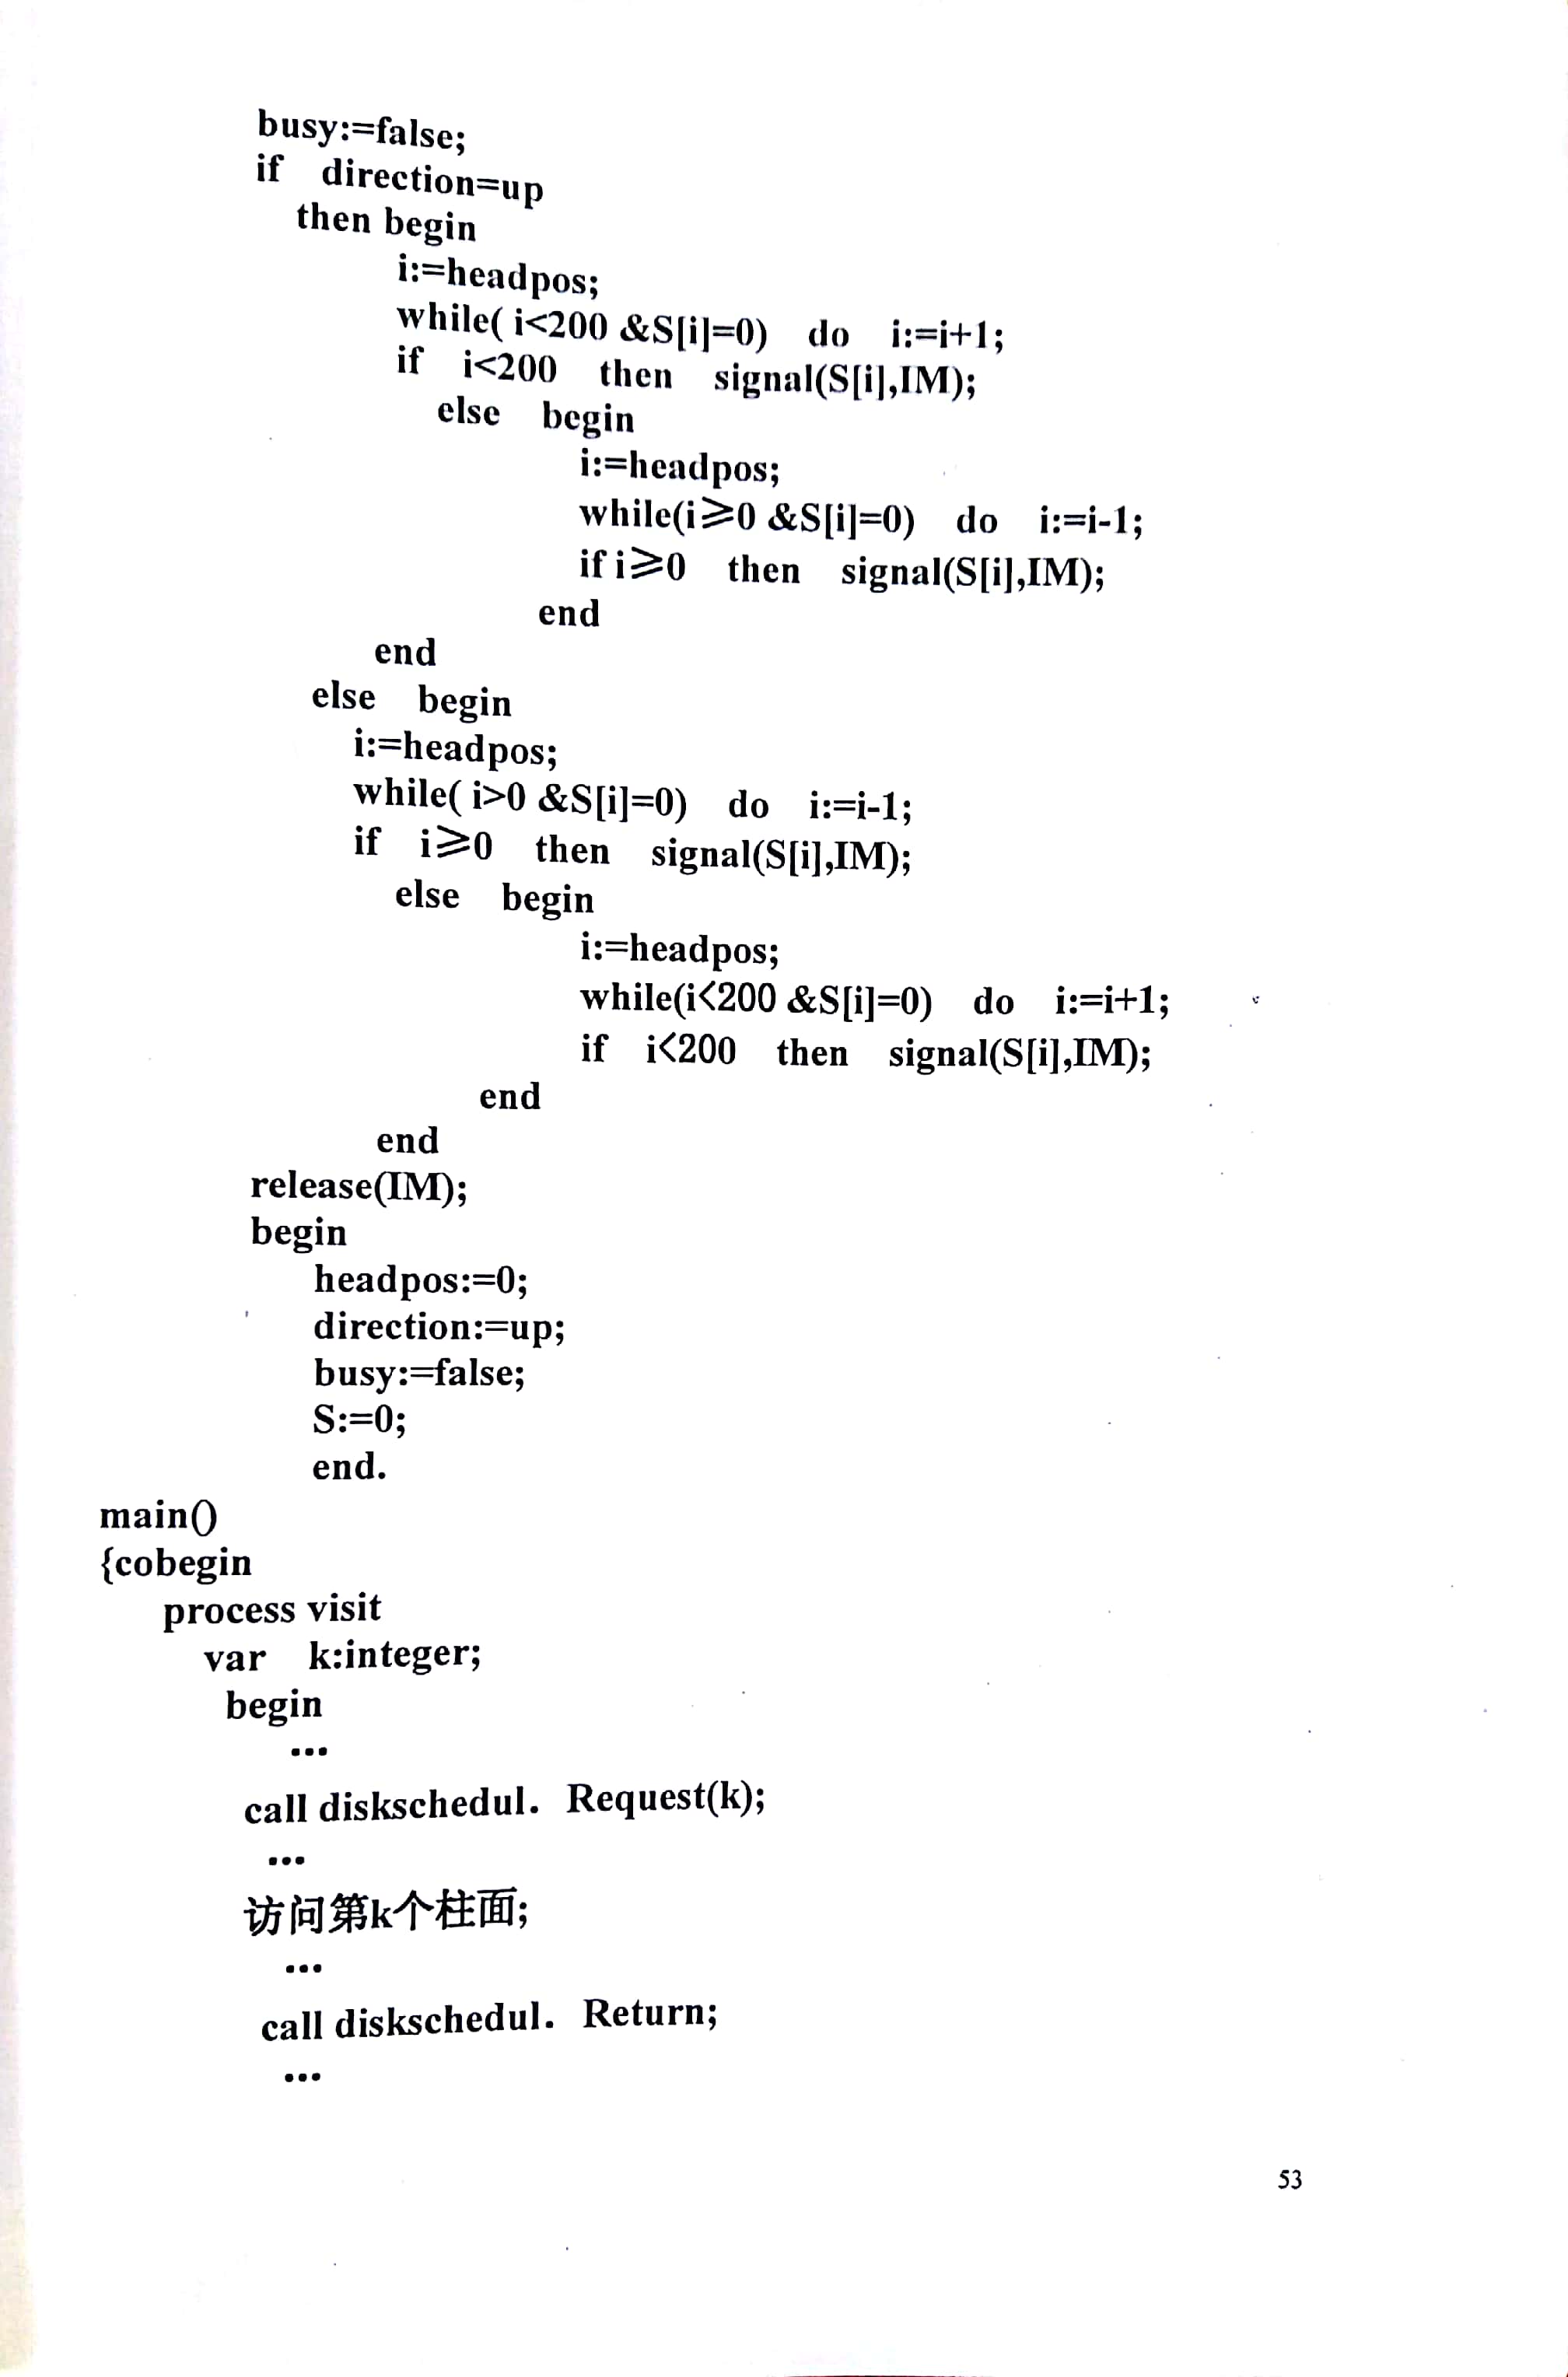 busy:=false;
if direction=up
then begin
i:=headpos;
while( i<200 &S[i]=0) do i:=i+1;
if i<200 then signal(S[i],IM);
else begin
i:=headpos;
while(i≥0 &S[i]=0) do i:=i-1;
if i≥0 then signal(S[i],IM);
end
end
else begin
i:=headpos;
while( i>0 &S[i]=0) do i:=i-1;
if i≥0 then signal(S[i],IM);
else begin
i:=headpos;
while(i<200 &S[i]=0) do i:=i+1;
if i<200 then signal(S[i],IM);
end
end
release(IM);
begin
headpos:=0;
direction:=up;
busy:=false;
S:=0;
end.
main()
{cobegin
process visit
var k:integer;
begin
...
call diskschedul. Request(k);
...
访问第k个柱面;
...
call diskschedul. Return;
...
53